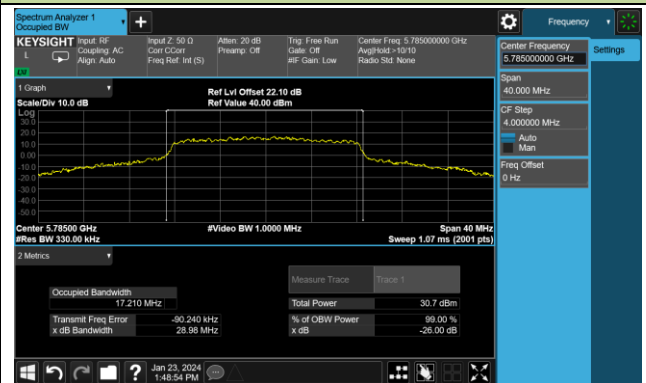 Spectrum Analyzer 1
Occupied BW
Frequency
KEYSIGHT
L
Input: RF
Coupling: AC
Align: Auto
Input Z: 50 Ω
Corr CCorr
Freq Ref: Int (S)
Atten: 20 dB
Preamp: Off
Trig: Free Run
Gate: Off
#IF Gain: Low
Center Freq: 5.785000000 GHz
Avg|Hold:>10/10
Radio Std: None
Center Frequency
5.785000000 GHz
Settings
Span
40.000 MHz
CF Step
4.000000 MHz
Auto
Man
Freq Offset
0 Hz
1 Graph
Scale/Div 10.0 dB
Ref Lvl Offset 22.10 dB
Ref Value 40.00 dBm
Log
30.0
20.0
10.0
0.00
-10.0
-20.0
-30.0
-40.0
-50.0
Center 5.78500 GHz
#Res BW 330.00 kHz
#Video BW 1.0000 MHz
Span 40 MHz
Sweep 1.07 ms (2001 pts)
2 Metrics
Measure Trace
Trace 1
Occupied Bandwidth
17.210 MHz
Total Power
30.7 dBm
Transmit Freq Error
-90.240 kHz
% of OBW Power
99.00 %
x dB Bandwidth
28.98 MHz
x dB
-26.00 dB
Jan 23, 2024
1:48:54 PM